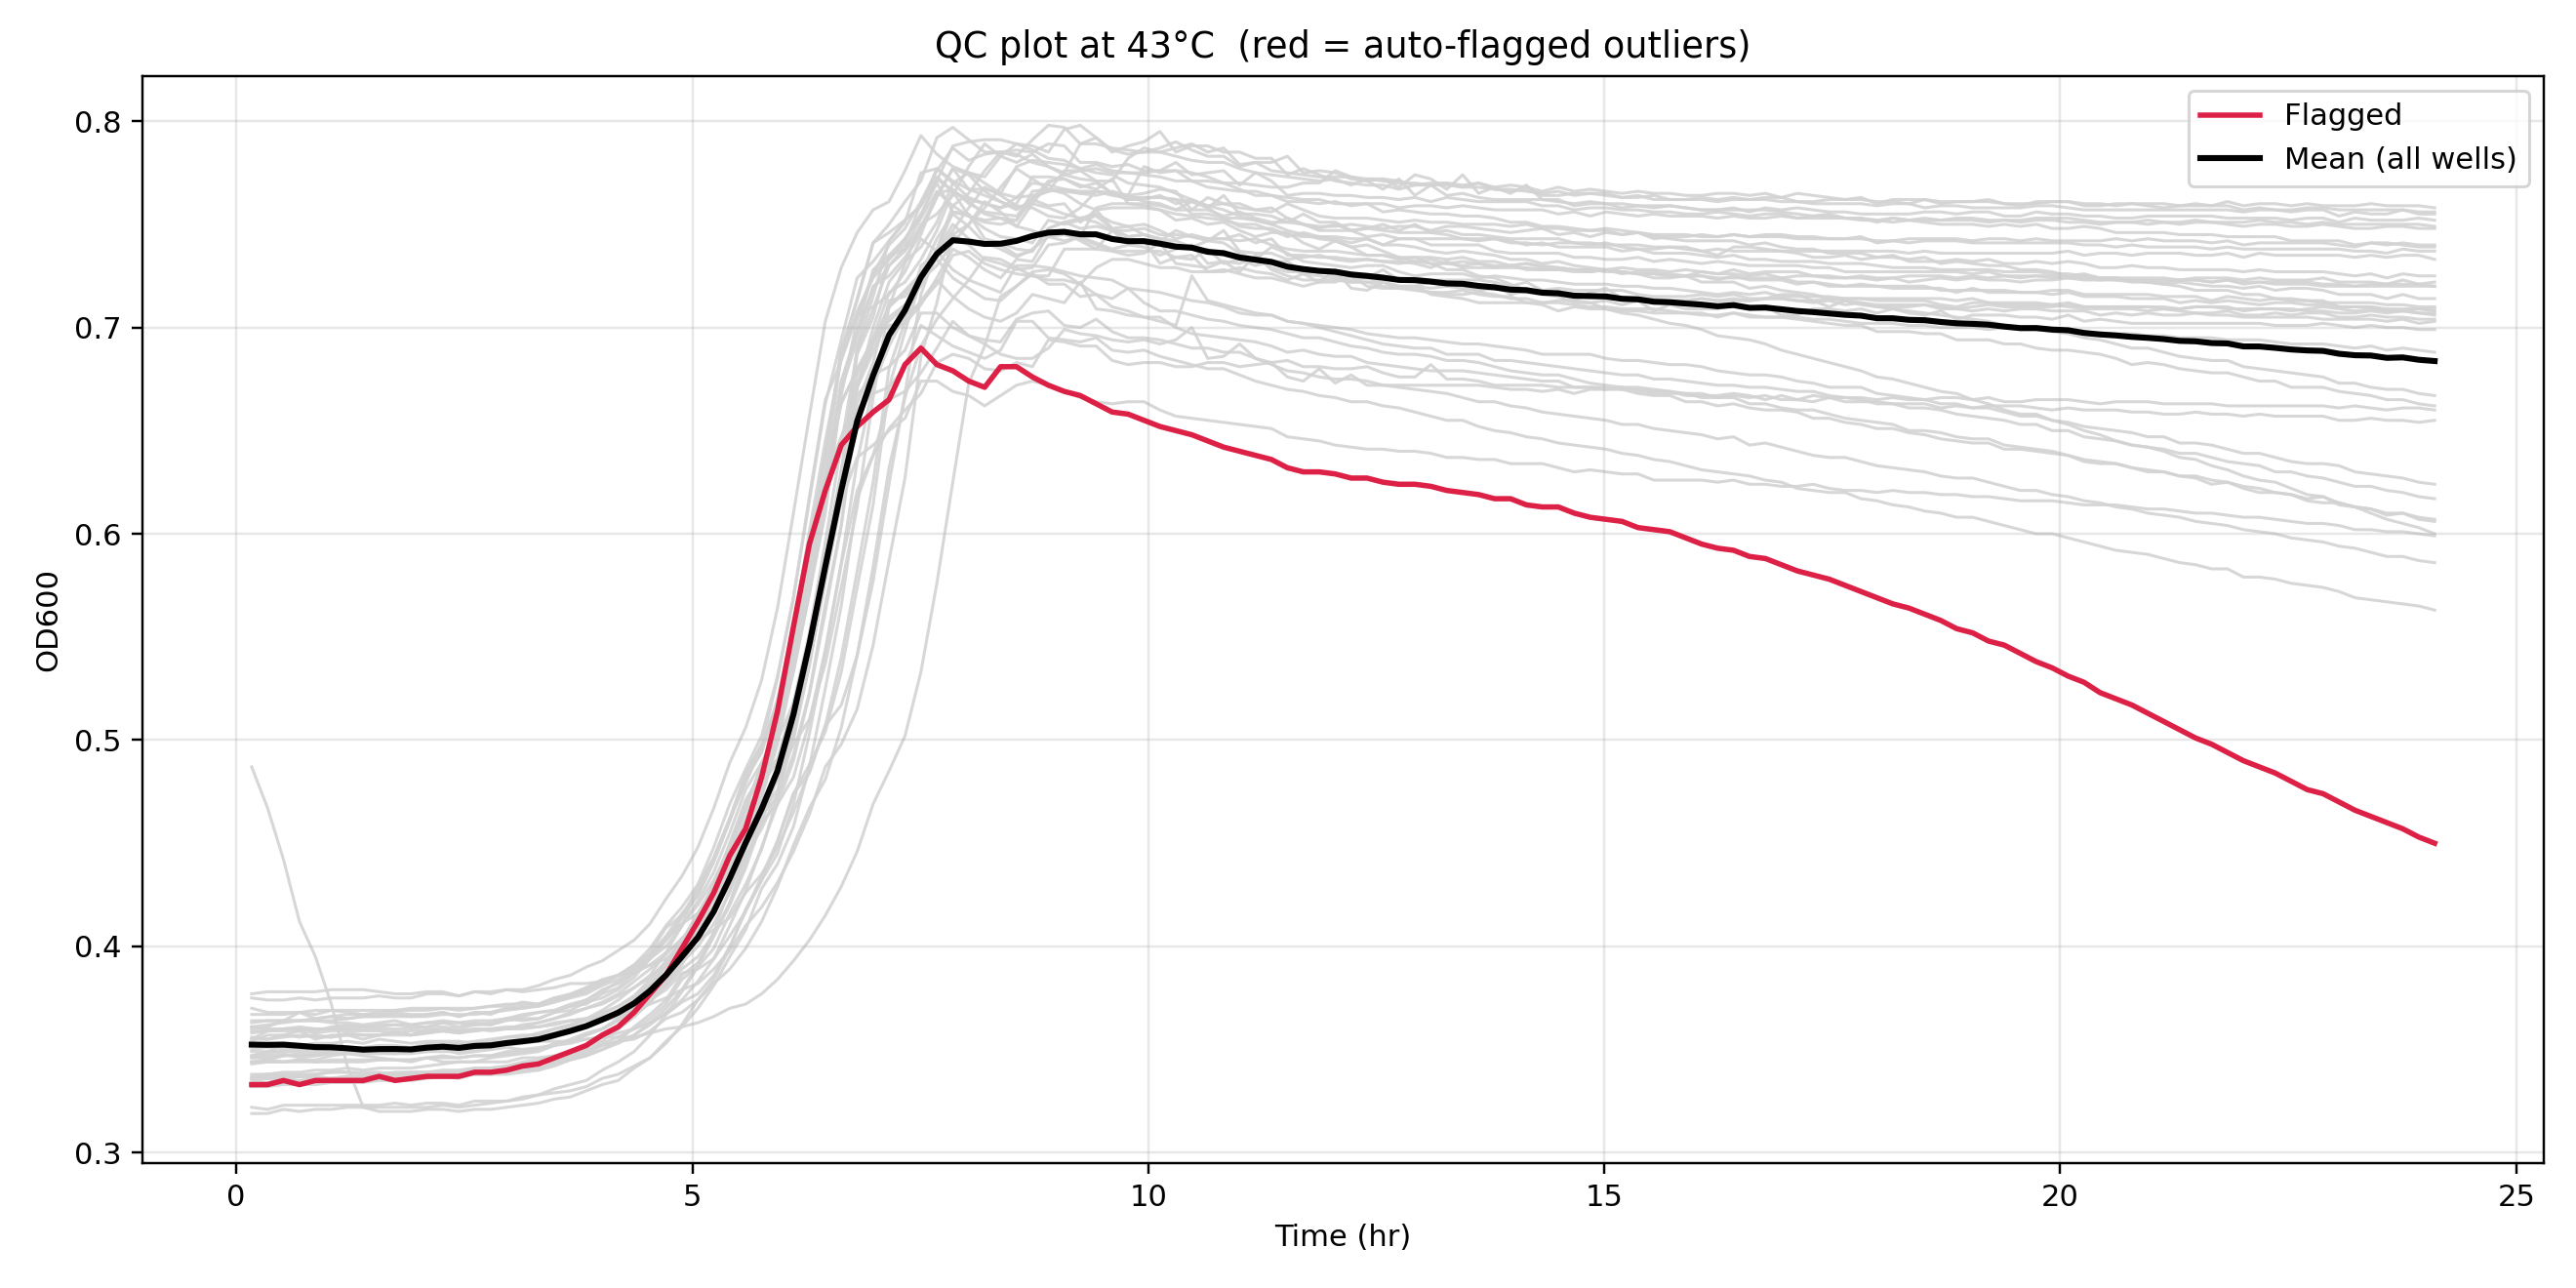 QC plot at 43°C  (red = auto-flagged outliers)
Flagged
Mean (all wells)
OD600
0.8
0.7
0.6
0.5
0.4
0.3
0
5
10
15
20
25
Time (hr)